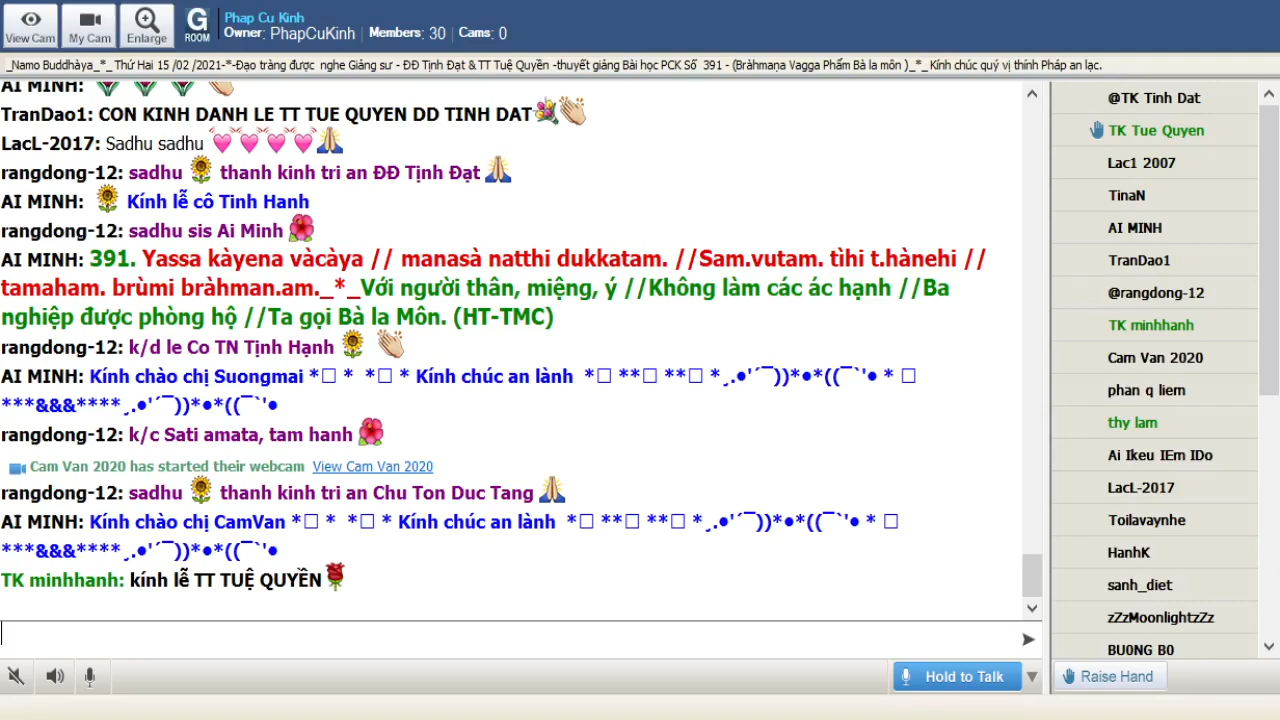 View Cam
My Cam
Enlarge
G
ROOM
Phap Cu Kinh
Owner: PhapCuKinh | Members: 30 | Cams: 0
_Namo Buddhàya_*_ Thứ Hai 15 /02 /2021-*-Đạo tràng được nghe Giảng sư - ĐĐ Tịnh Đạt & TT Tuệ Quyền -thuyết giảng Bài học PCK Số 391 - (Bràhmaṇa Vagga Phẩm Bà la môn )_*_ Kính chúc quý vị thính Pháp an lạc.
AI MINH:
TranDao1: CON KINH DANH LE TT TUE QUYEN DD TINH DAT
LacL-2017: Sadhu sadhu
rangdong-12: sadhu thanh kinh tri an ĐĐ Tịnh Đạt
AI MINH: Kính lễ cô Tinh Hanh
rangdong-12: sadhu sis Ai Minh
AI MINH: 391. Yassa kàyena vàcàya // manasà natthi dukkatam. //Sam.vutam. tìhi t.hànehi //
tamaham. brùmi bràhman.am._*_Với người thân, miệng, ý //Không làm các ác hạnh //Ba
nghiệp được phòng hộ //Ta gọi Bà la Môn. (HT-TMC)
rangdong-12: k/d le Co TN Tịnh Hạnh
AI MINH: Kính chào chị Suongmai *□ * *□ * Kính chúc an lành *□ **□ **□ *¸.•'´¯))*•*((¯`'• * □
***&&&****¸.•'´¯))*•*((¯`'•
rangdong-12: k/c Sati amata, tam hanh
Cam Van 2020 has started their webcam View Cam Van 2020
rangdong-12: sadhu thanh kinh tri an Chu Ton Duc Tang
AI MINH: Kính chào chị CamVan *□ * *□ * Kính chúc an lành *□ **□ **□ *¸.•'´¯))*•*((¯`'• * □
***&&&****¸.•'´¯))*•*((¯`'•
TK minhhanh: kính lễ TT TUỆ QUYỀN
Hold to Talk
@TK Tinh Dat
TK Tue Quyen
Lac1 2007
TinaN
AI MINH
TranDao1
@rangdong-12
TK minhhanh
Cam Van 2020
phan q liem
thy lam
Ai Ikeu IEm IDo
LacL-2017
Toilavaynhe
HanhK
sanh_diet
zZzMoonlightzZz
BU0NG B0
Raise Hand